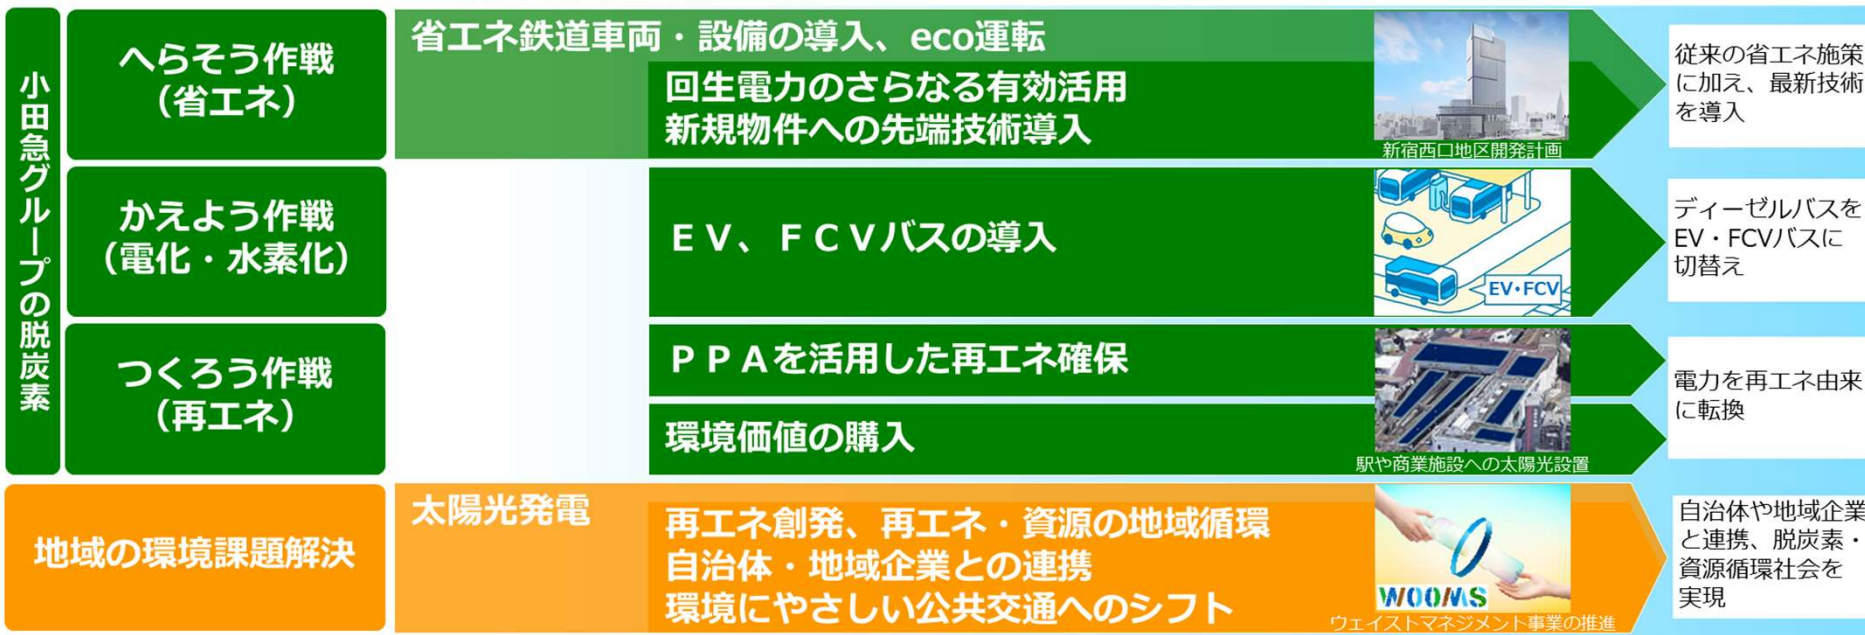 小田急グループの脱炭素
へらそう作戦
（省エネ）
省エネ鉄道車両・設備の導入、eco運転
回生電力のさらなる有効活用
新規物件への先端技術導入
新宿西口地区開発計画
従来の省エネ施策
に加え、最新技術
を導入
かえよう作戦
（電化・水素化）
ＥＶ、ＦＣＶバスの導入
EV・FCV
ディーゼルバスを
EV・FCVバスに
切替え
つくろう作戦
（再エネ）
ＰＰＡを活用した再エネ確保
環境価値の購入
駅や商業施設への太陽光設置
電力を再エネ由来
に転換
地域の環境課題解決
太陽光発電
再エネ創発、再エネ・資源の地域循環
自治体・地域企業との連携
環境にやさしい公共交通へのシフト
WOOMS
ウェイストマネジメント事業の推進
自治体や地域企業
と連携、脱炭素・
資源循環社会を
実現